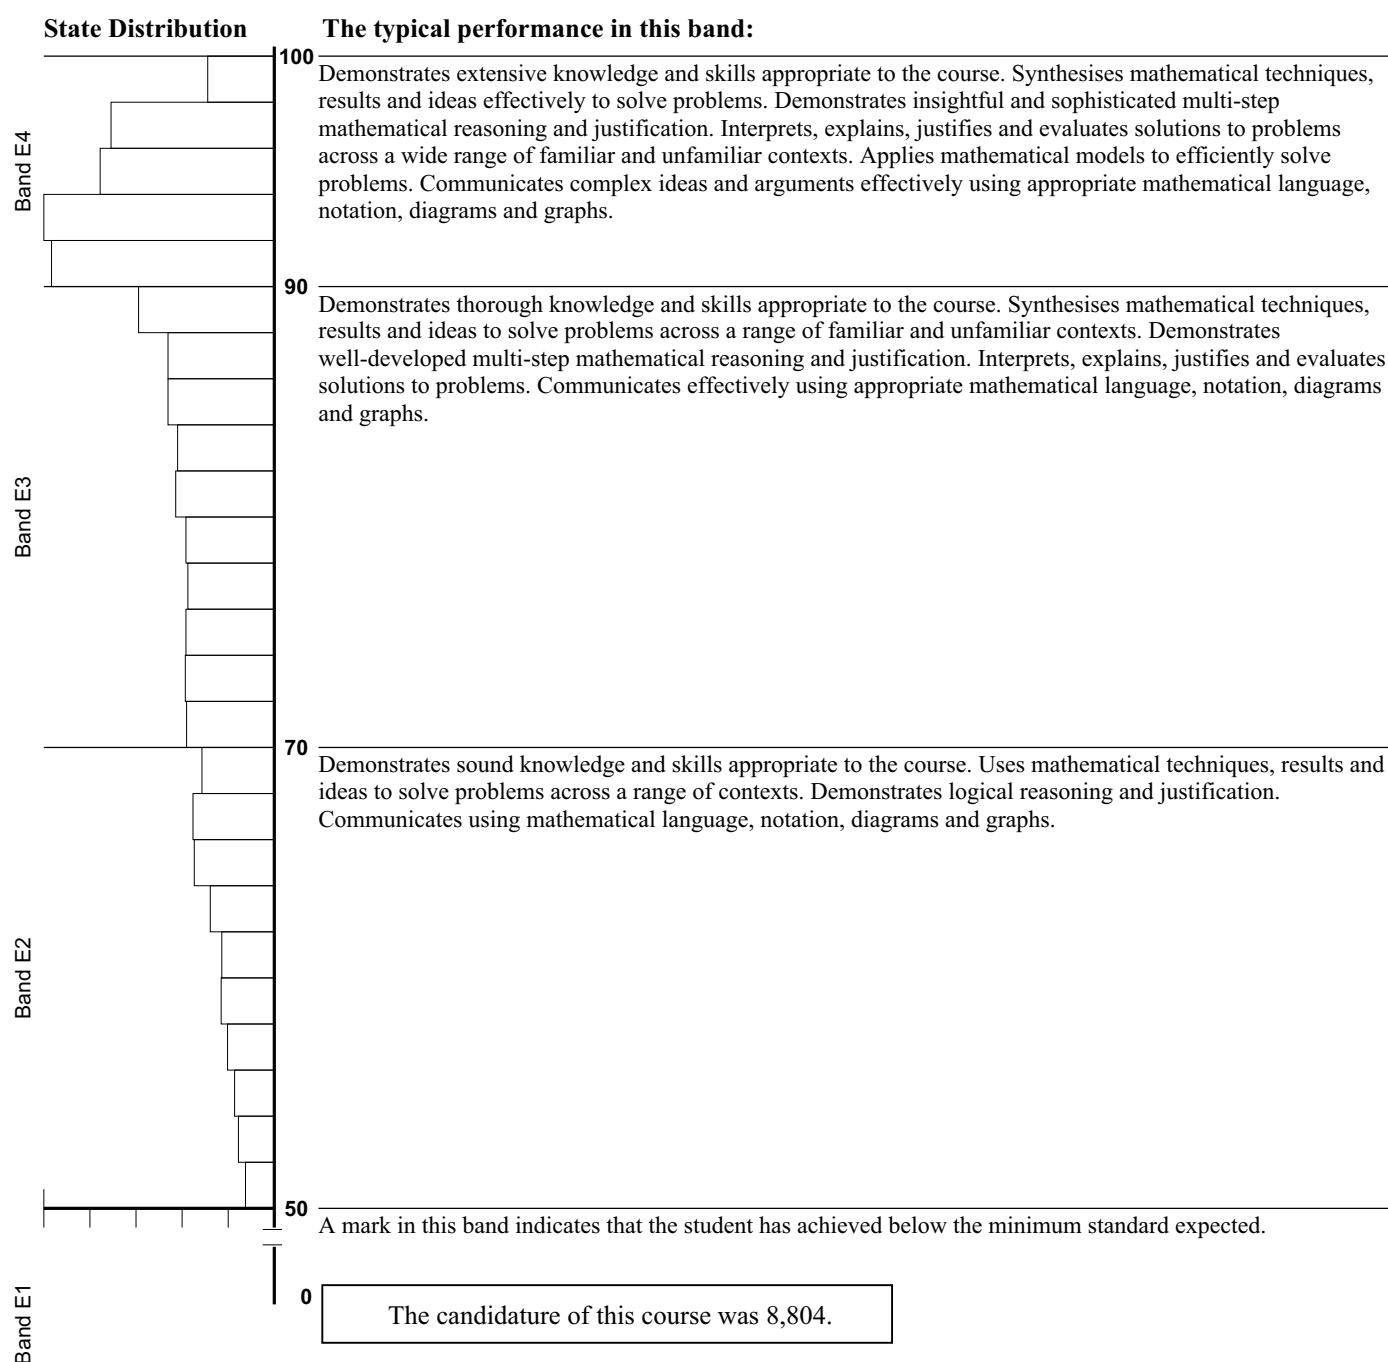 State Distribution
The typical performance in this band:
100
Demonstrates extensive knowledge and skills appropriate to the course. Synthesises mathematical techniques,
results and ideas effectively to solve problems. Demonstrates insightful and sophisticated multi-step
mathematical reasoning and justification. Interprets, explains, justifies and evaluates solutions to problems
across a wide range of familiar and unfamiliar contexts. Applies mathematical models to efficiently solve
problems. Communicates complex ideas and arguments effectively using appropriate mathematical language,
notation, diagrams and graphs.
Band E4
90
Demonstrates thorough knowledge and skills appropriate to the course. Synthesises mathematical techniques,
results and ideas to solve problems across a range of familiar and unfamiliar contexts. Demonstrates
well-developed multi-step mathematical reasoning and justification. Interprets, explains, justifies and evaluates
solutions to problems. Communicates effectively using appropriate mathematical language, notation, diagrams
and graphs.
Band E3
70
Demonstrates sound knowledge and skills appropriate to the course. Uses mathematical techniques, results and
ideas to solve problems across a range of contexts. Demonstrates logical reasoning and justification.
Communicates using mathematical language, notation, diagrams and graphs.
Band E2
50
A mark in this band indicates that the student has achieved below the minimum standard expected.
Band E1
0
The candidature of this course was 8,804.